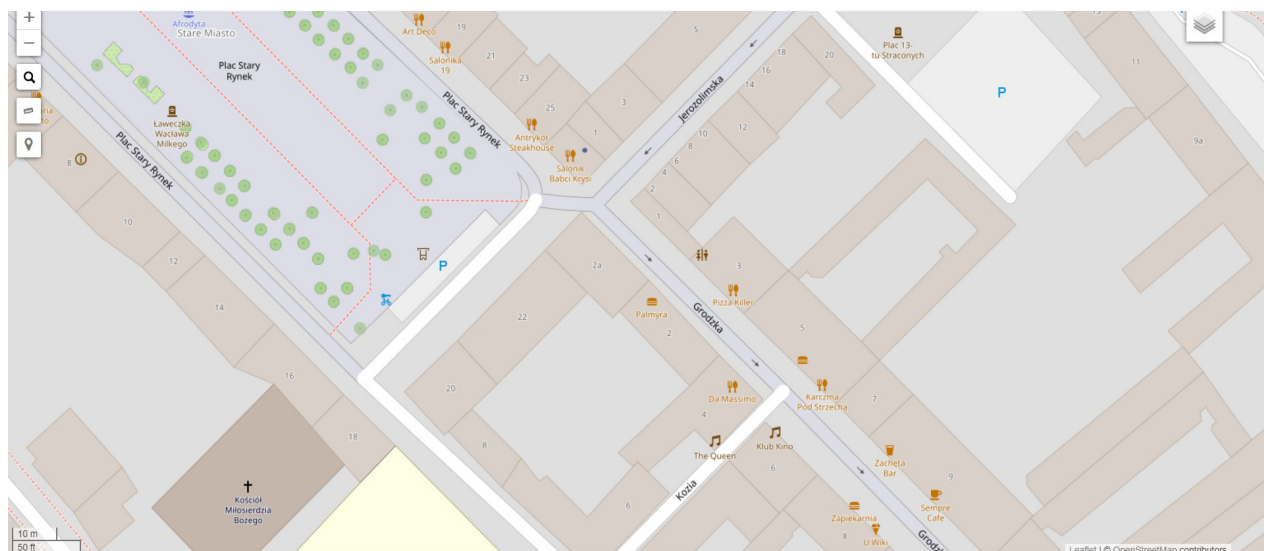 +
−
Afrodyta
Stare Miasto
Plac Stary
Rynek
Ławeczka
Wacława
Milkego
8
10
12
14
16
18
Plac Stary Rynek
Plac Stary Rynek
Art Deco
Salonika
19
19
21
23
25
Antrykot
Steakhouse
Salonik
Babci Krysi
1
3
5
Jerozolimska
18
20
16
14
12
10
8
6
4
2
1
Plac 13-
tu Straconych
P
11
9a
P
2a
22
20
8
6
Palmyra
2
3
Pizza Killer
Grodzka
5
Da Massimo
4
Karczma
Pod Strzechą
7
The Queen
Klub Kino
6
Kozia
Zachęta
Bar
9
Sempre
Cafe
Zapiekarnia
U Wiki
8
Grodzka
Kościół
Miłosierdzia
Bożego
10 m
50 ft
Leaflet | © OpenStreetMap contributors